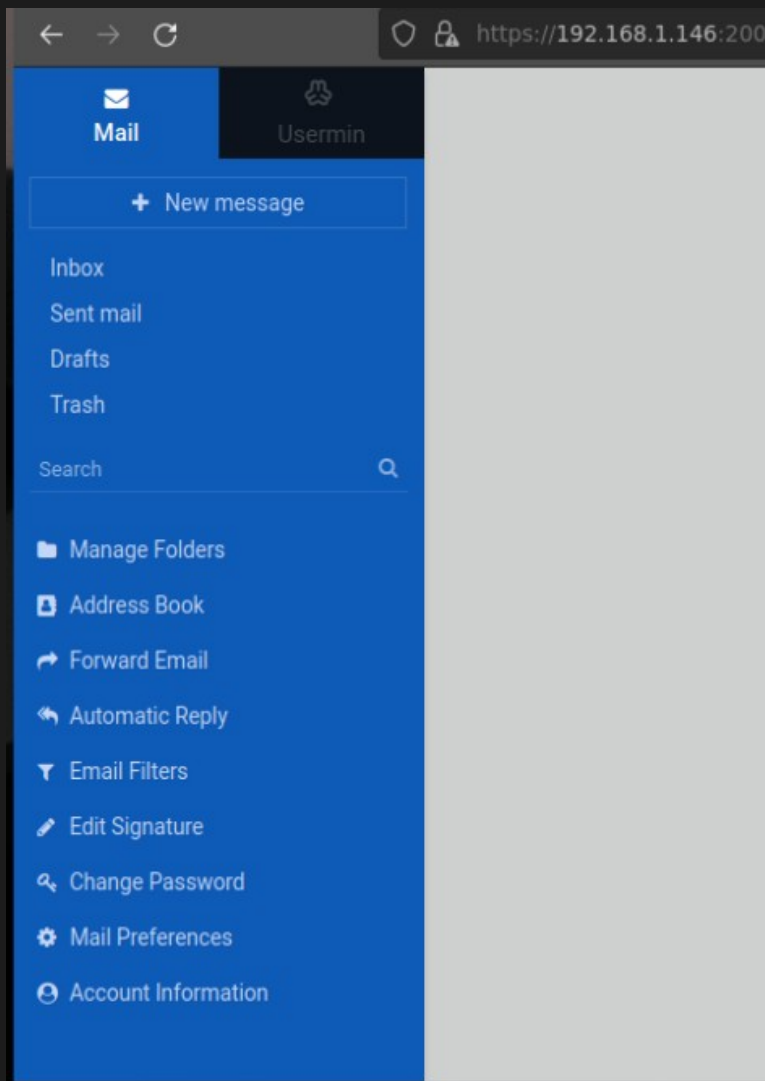 https://192.168.1.146:200
Mail
Usermin
New message
Inbox
Sent mail
Drafts
Trash
Search
Manage Folders
Address Book
Forward Email
Automatic Reply
Email Filters
Edit Signature
Change Password
Mail Preferences
Account Information